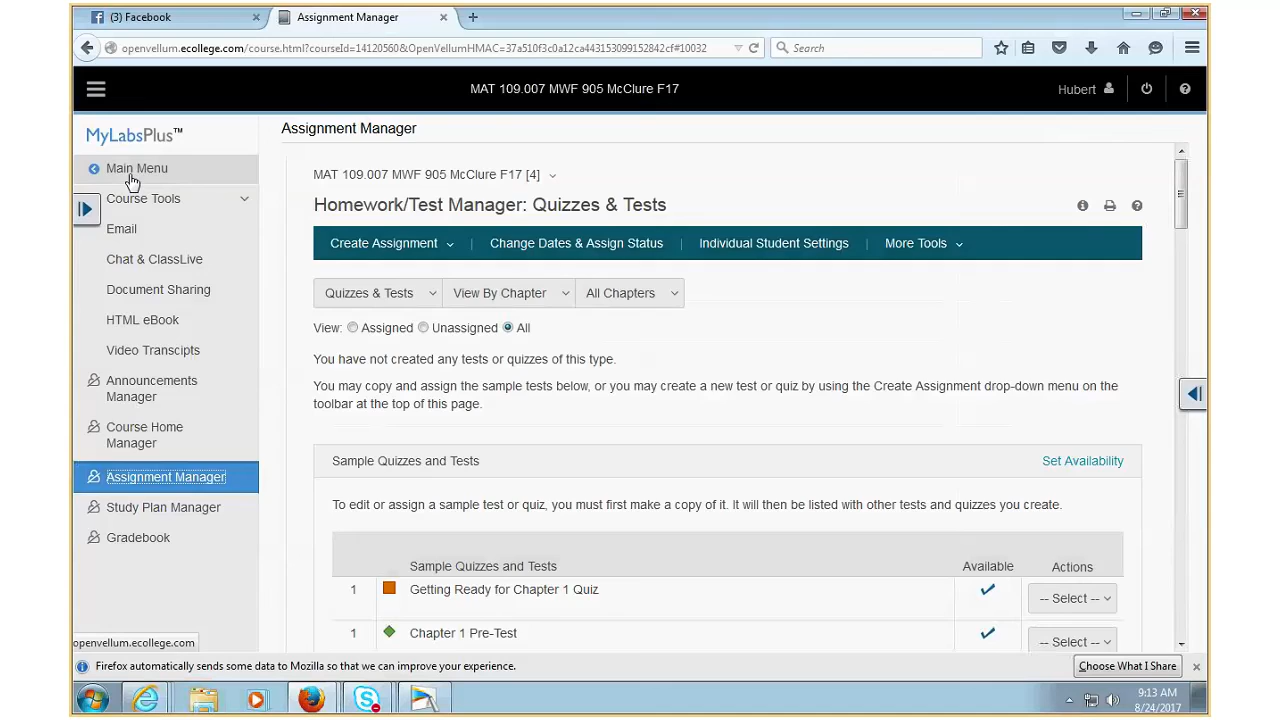 (3) Facebook
Assignment Manager
openvellum.ecollege.com/course.html?courseId=14120560&OpenVellumHMAC=37a510f3c0a12ca443153099152842cf#10032
Search
MAT 109.007 MWF 905 McClure F17
Hubert
MyLabsPlus™
Main Menu
Course Tools
Email
Chat & ClassLive
Document Sharing
HTML eBook
Video Transcipts
Announcements
Manager
Course Home
Manager
Assignment Manager
Study Plan Manager
Gradebook
Assignment Manager
MAT 109.007 MWF 905 McClure F17 [4]
Homework/Test Manager: Quizzes & Tests
Create Assignment | Change Dates & Assign Status | Individual Student Settings | More Tools
Quizzes & Tests View By Chapter All Chapters
View: Assigned Unassigned All
You have not created any tests or quizzes of this type.
You may copy and assign the sample tests below, or you may create a new test or quiz by using the Create Assignment drop-down menu on the
toolbar at the top of this page.
Sample Quizzes and Tests Set Availability
To edit or assign a sample test or quiz, you must first make a copy of it. It will then be listed with other tests and quizzes you create.
Sample Quizzes and Tests Available Actions
1 Getting Ready for Chapter 1 Quiz -- Select --
1 Chapter 1 Pre-Test -- Select --
openvellum.ecollege.com
Firefox automatically sends some data to Mozilla so that we can improve your experience.
Choose What I Share
9:13 AM
8/24/2017